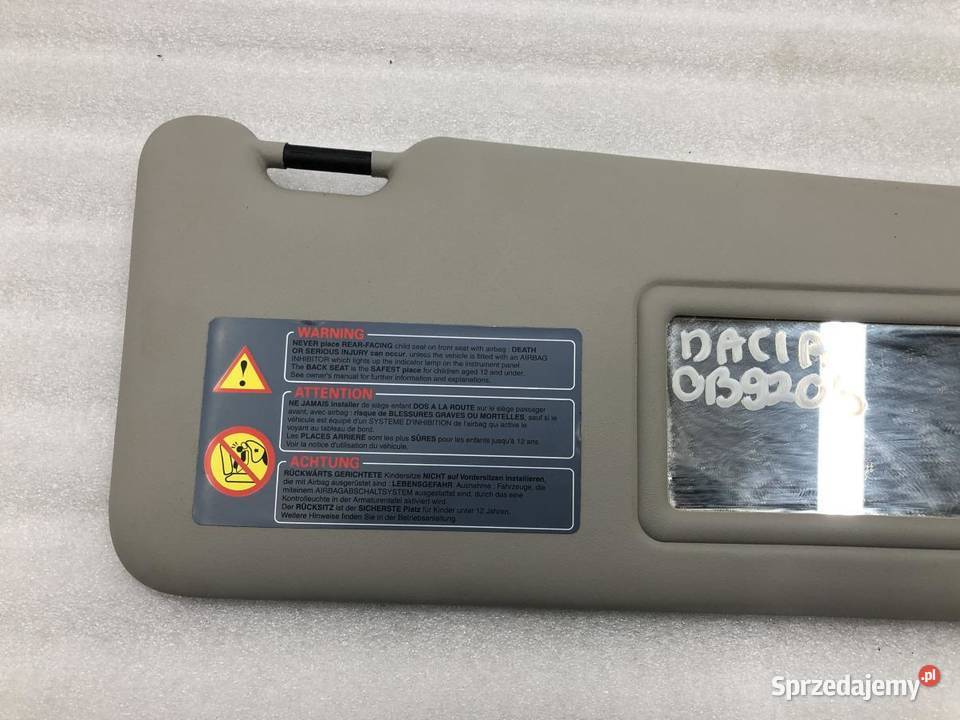 WARNING
NEVER place REAR-FACING child seat on front seat with airbag : DEATH
OR SERIOUS INJURY can occur. unless the vehicle is fitted with an AIRBAG
INHIBITOR which lights up the indicator lamp on the instrument panel
The BACK SEAT is the SAFEST place for children aged 12 and under.
See owner's manual for further information and explanations.
ATTENTION
NE JAMAIS installer de siège enfant DOS A LA ROUTE sur le siège passager
avant, avec airbag : risque de BLESSURES GRAVES OU MORTELLES, sauf si le
véhicule est équipé d'un SYSTEME D'INHIBITION de l'airbag qui active le
voyant au tableau de bord.
Les PLACES ARRIERE sont les plus SÛRES pour les enfants jusqu'à 12 ans.
Voir la notice d'utilisation du véhicule.
ACHTUNG
RÜCKWÄRTS GERICHTETE Kindersitze NICHT auf Vordersitzen installieren,
die mit Airbag ausgerüstet sind : LEBENSGEFAHR. Ausnahme : Fahrzeuge, die
miteinem AIRBAGABSCHALTSYSTEM ausgestattet sind, durch das eine
Kontrolleuchte in der Armaturentafel aktiviert wird.
Der RÜCKSITZ ist der SICHERSTE Platz für Kinder unter 12 Jahren.
Weitere Hinweise finden Sie in der Betriebsanleitung.
DACIA
Sprzedajemy.pl